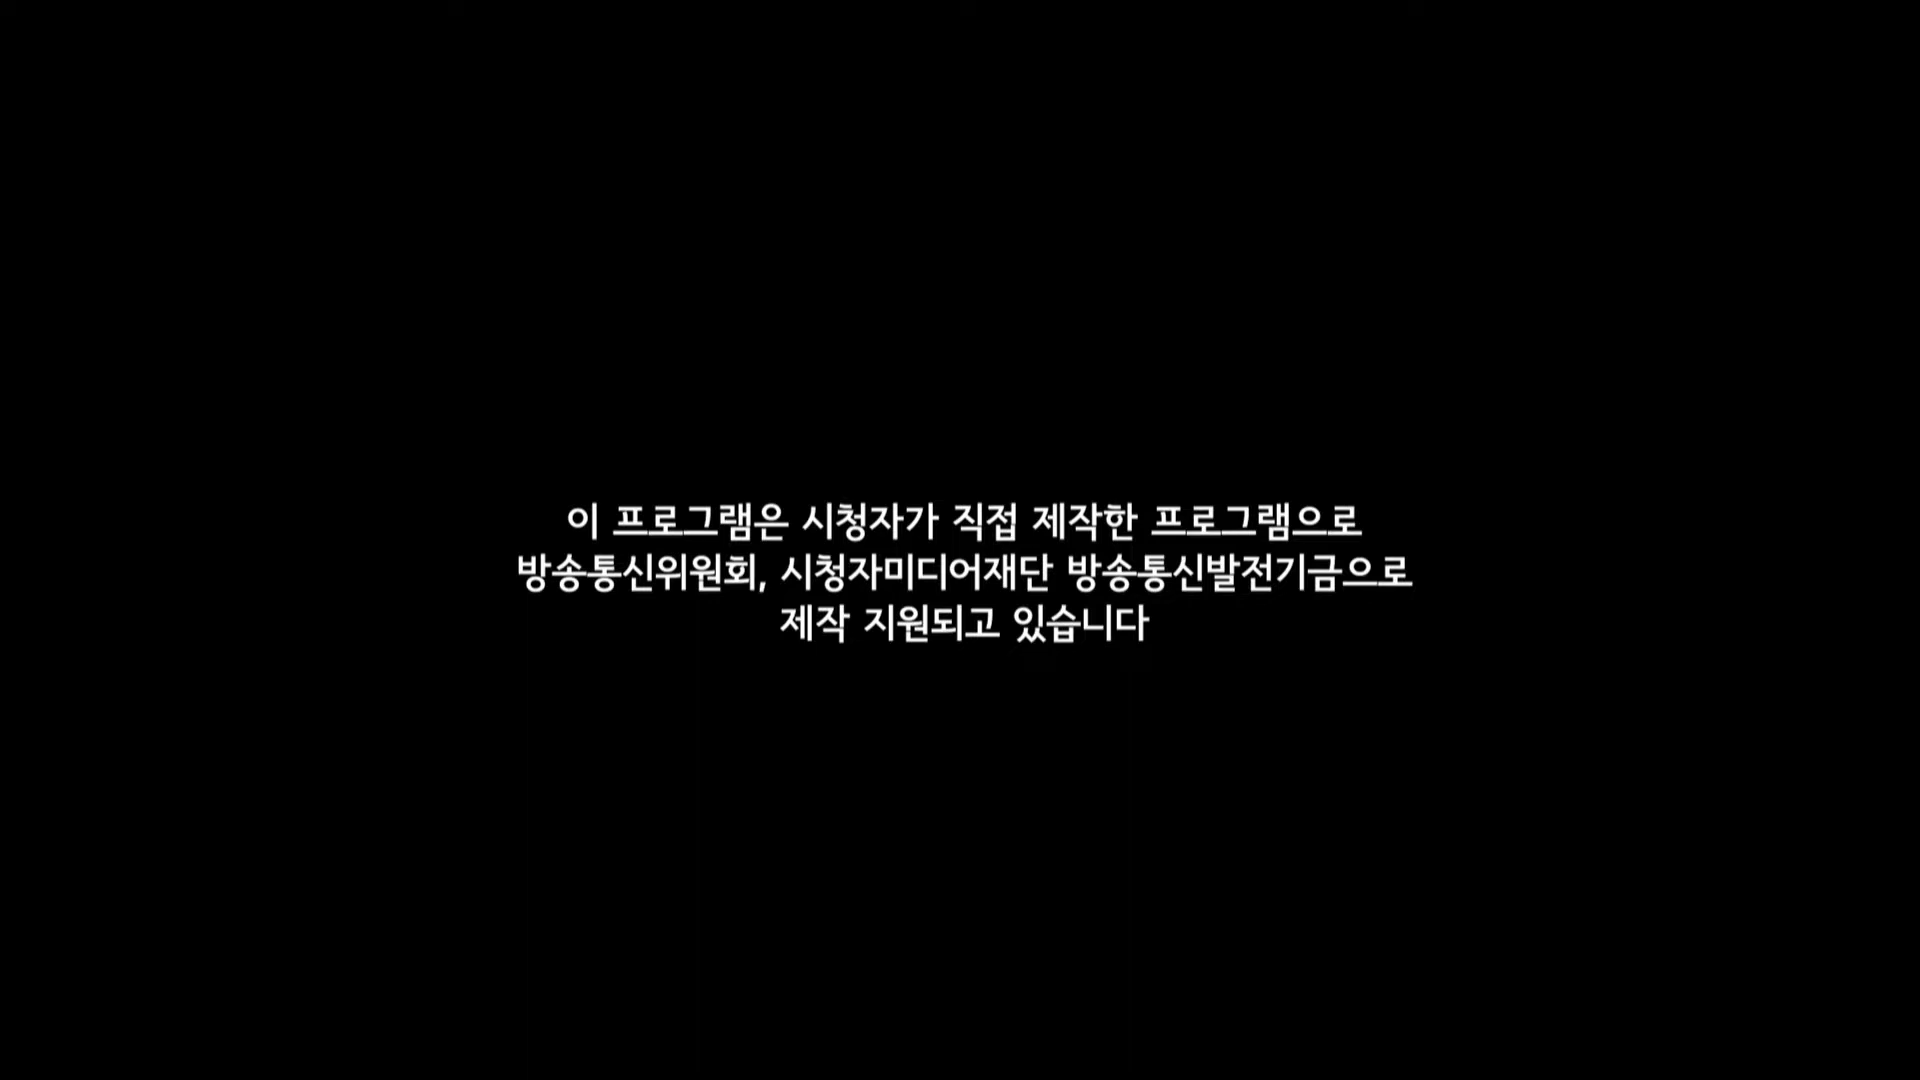 이 프로그램은 시청자가 직접 제작한 프로그램으로
방송통신위원회, 시청자미디어재단 방송통신발전기금으로
제작 지원되고 있습니다